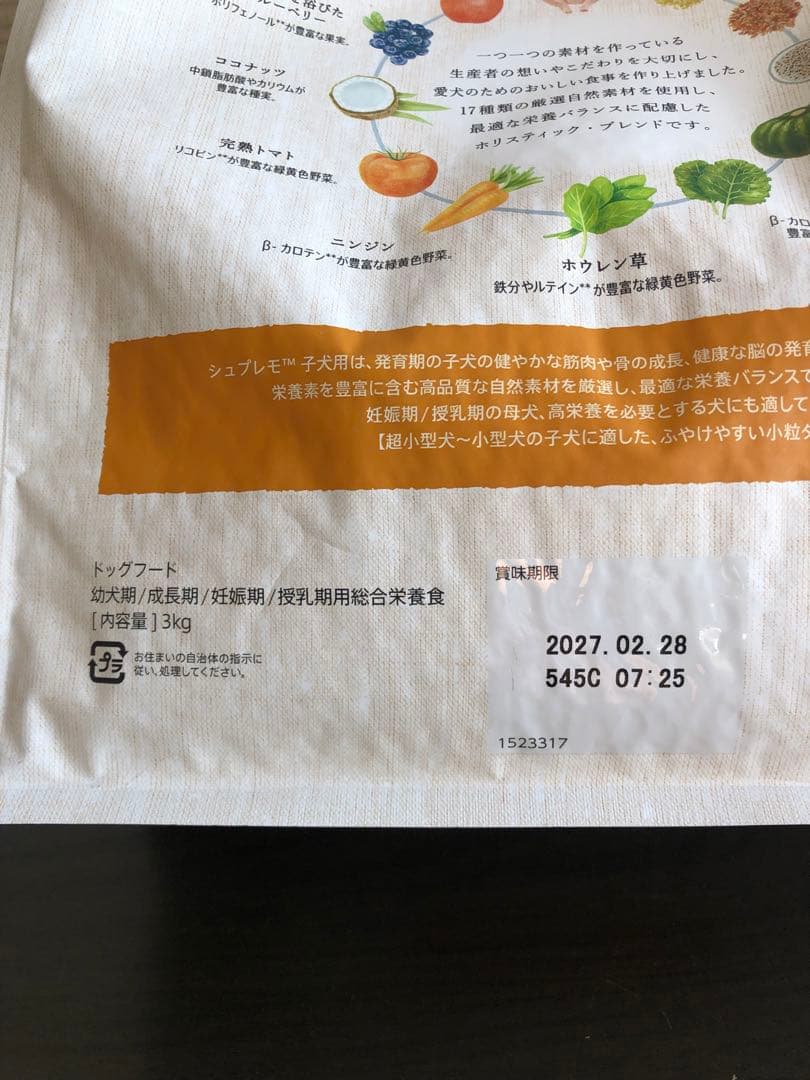 浴びた
ルーベリー
ポリフェノール**が豊富な果実。
ココナッツ
中鎖脂肪酸やカリウムが
豊富な種実。
完熟トマト
リコピン**が豊富な緑黄色野菜。
ニンジン
β-カロテン**が豊富な緑黄色野菜。
ホウレン草
鉄分やルテイン**が豊富な緑黄色野菜。
β-カロ
豊富
一つ一つの素材を作っている
生産者の想いやこだわりを大切にし、
愛犬のためのおいしい食事を作り上げました。
17種類の厳選自然素材を使用し、
最適な栄養バランスに配慮した
ホリスティック・ブレンドです。
シュプレモ™ 子犬用は、発育期の子犬の健やかな筋肉や骨の成長、健康な脳の発育
栄養素を豊富に含む高品質な自然素材を厳選し、最適な栄養バランスで
妊娠期/授乳期の母犬、高栄養を必要とする犬にも適して
【超小型犬〜小型犬の子犬に適した、ふやけやすい小粒タ
ドッグフード
幼犬期/成長期/妊娠期/授乳期用総合栄養食
[内容量]3kg
プラ
お住まいの自治体の指示に
従い、処理してください。
賞味期限
2027.02.28
545C 07:25
1523317